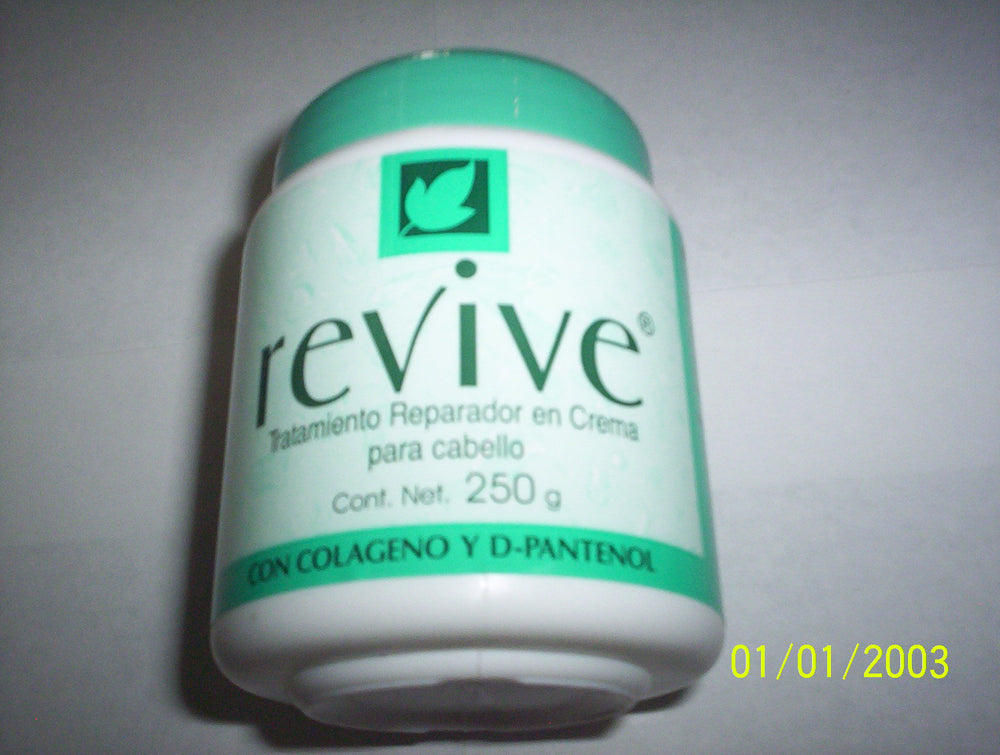 revive®
Tratamiento Reparador en Crema
para cabello
Cont. Net. 250 g
CON COLAGENO Y D-PANTENOL
01/01/2003